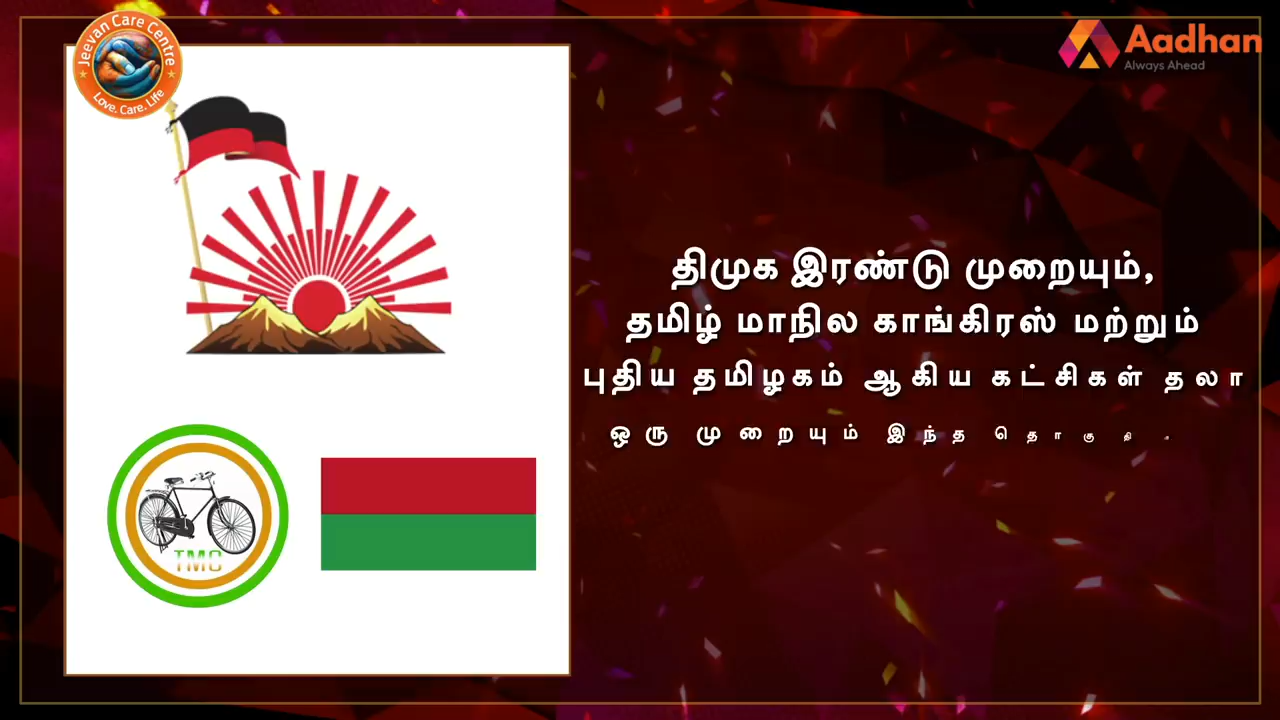 Jeevan Care Centre
Love. Care. Life
Aadhan
Always Ahead
திமுக இரண்டு முறையும்,
தமிழ் மாநில காங்கிரஸ் மற்றும்
புதிய தமிழகம் ஆகிய கட்சிகள் தலா
ஒரு முறையும் இந்த தொகுதி
TMC